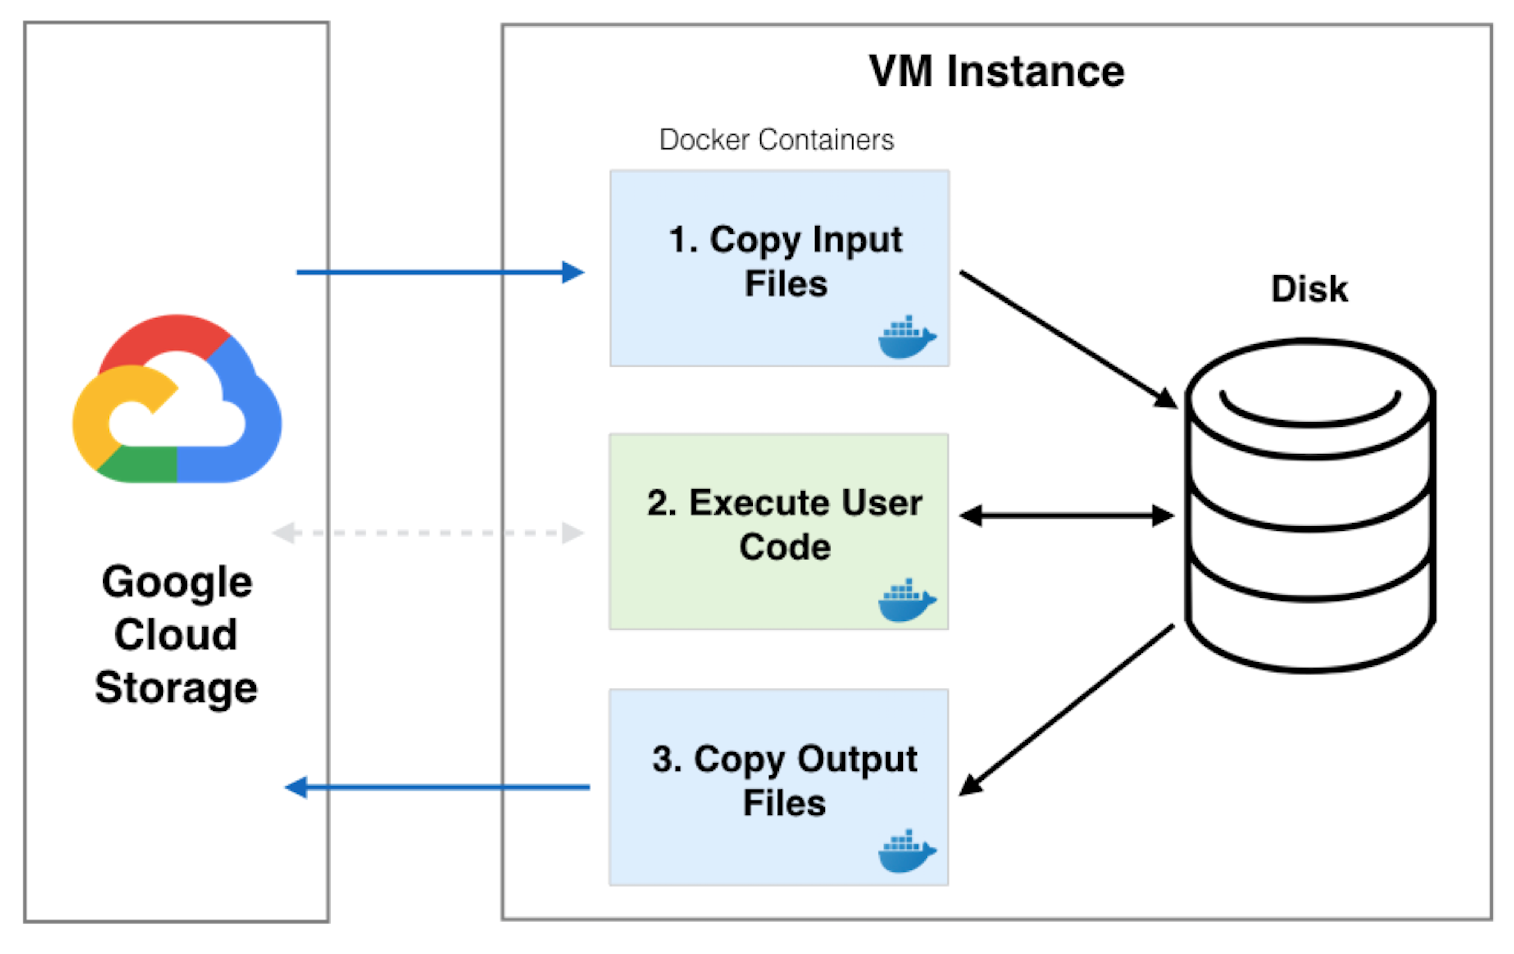 VM Instance
Docker Containers
1. Copy Input
Files
Disk
2. Execute User
Code
Google
Cloud
Storage
3. Copy Output
Files